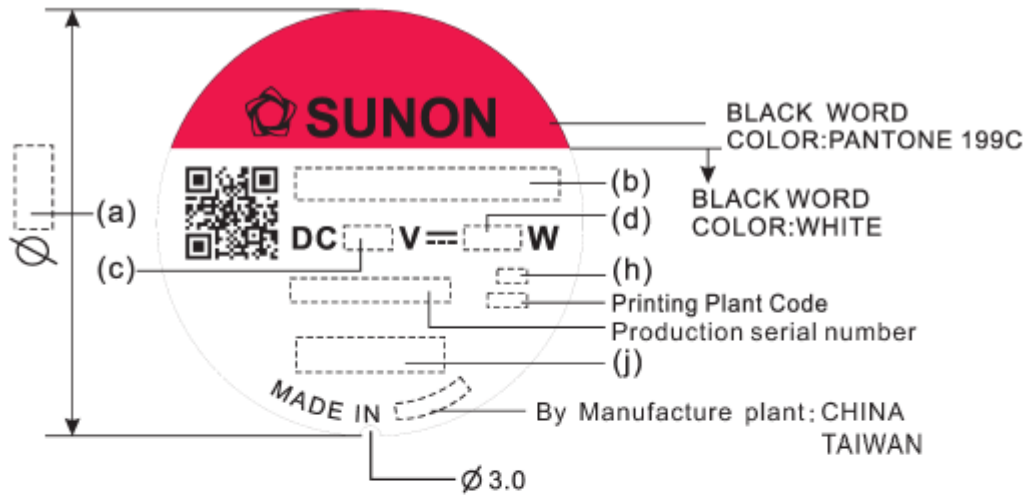 SUNON
BLACK WORD
COLOR:PANTONE 199C
BLACK WORD
COLOR:WHITE
(a)
(b)
DC V W
(d)
(c)
(h)
Printing Plant Code
Production serial number
(j)
MADE IN
By Manufacture plant: CHINA
TAIWAN
Ø
Ø 3.0